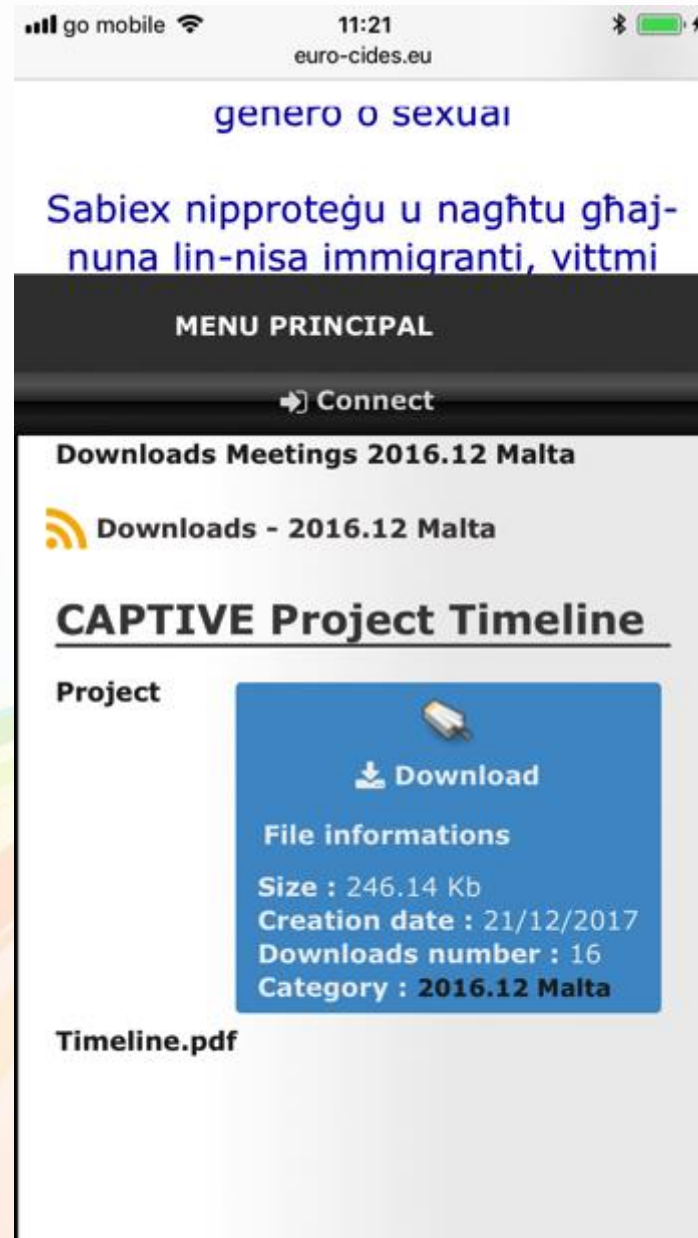 go mobile 11:21
euro-cides.eu
género o sexual
Sabiex nipproteġu u nagħtu għaj-
nuna lin-nisa immigranti, vittmi
MENU PRINCIPAL
Connect
Downloads Meetings 2016.12 Malta
Downloads - 2016.12 Malta
CAPTIVE Project Timeline
Project
Download
File informations
Size : 246.14 Kb
Creation date : 21/12/2017
Downloads number : 16
Category : 2016.12 Malta
Timeline.pdf